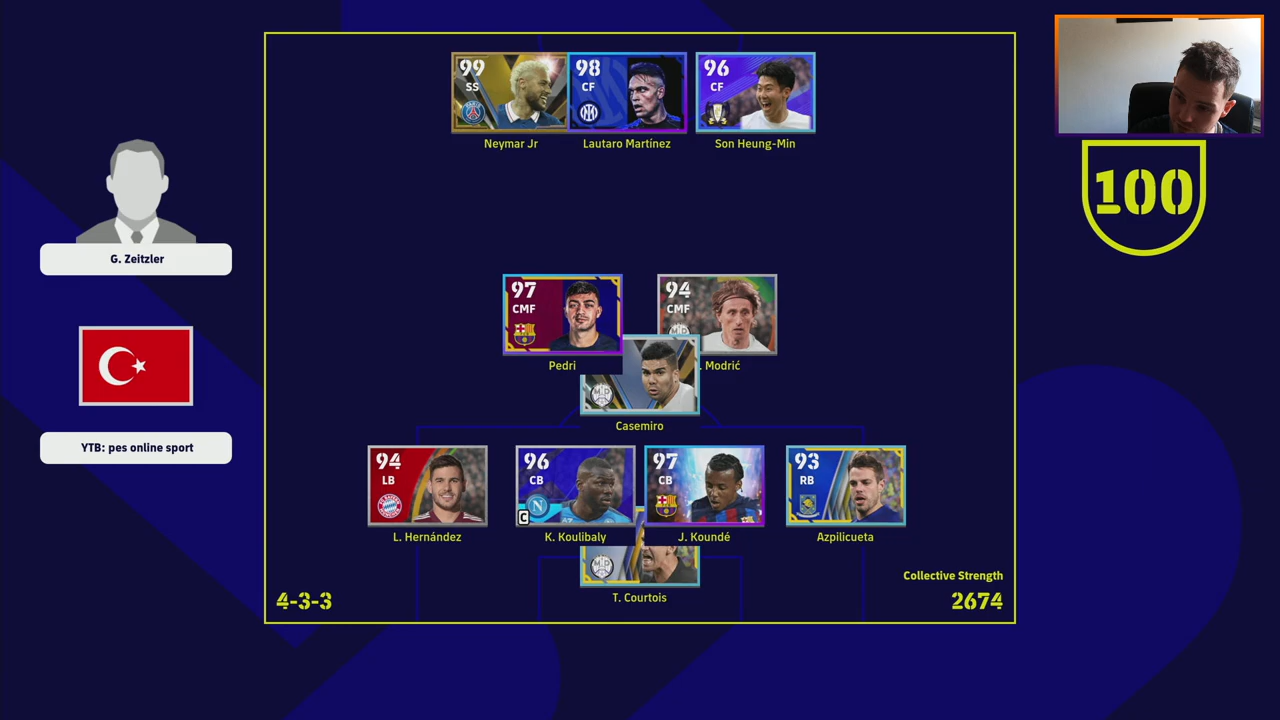 99 98 96
SS CF CF
Neymar Jr Lautaro Martínez Son Heung-Min
100
G. Zeitzler
97 94
CMF CMF
Pedri . Modrić
Casemiro
YTB: pes online sport
94 96 97 93
LB CB CB RB
C
L. Hernández K. Koulibaly J. Koundé Azpilicueta
Collective Strength
4-3-3 2674
T. Courtois